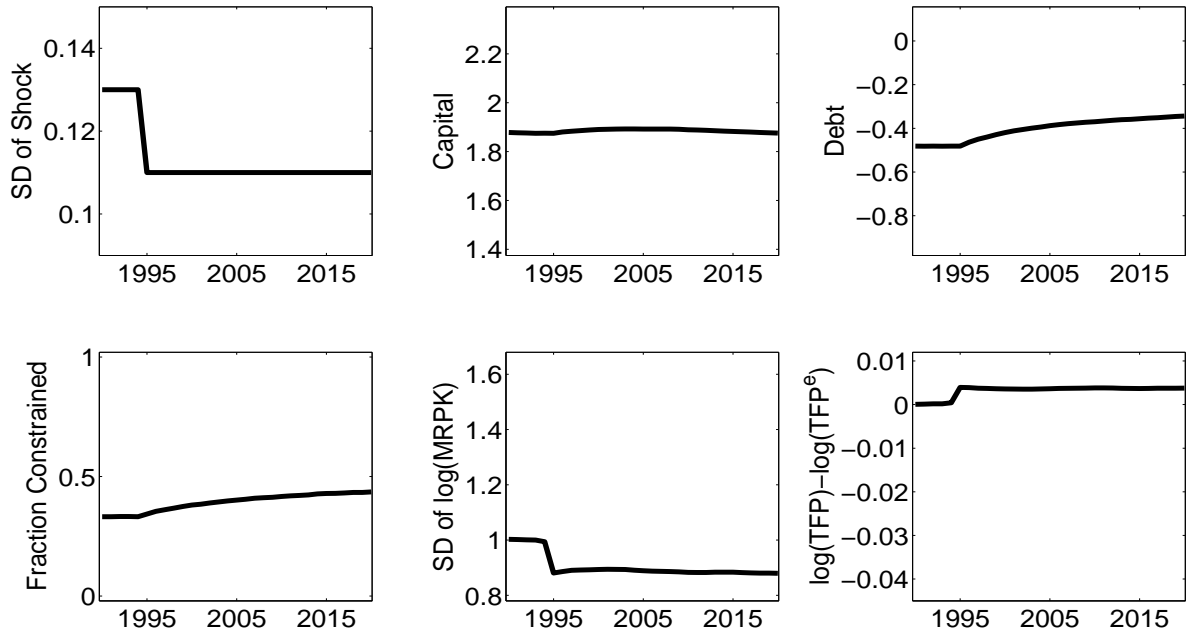 SD of Shock
0.14
0.12
0.1
1995 2005 2015
Capital
2.2
2
1.8
1.6
1.4
1995 2005 2015
Debt
0
−0.2
−0.4
−0.6
−0.8
1995 2005 2015
Fraction Constrained
1
0.5
0
1995 2005 2015
SD of log(MRPK)
1.6
1.4
1.2
1
0.8
1995 2005 2015
log(TFP)−log(TFPᵉ)
0.01
0
−0.01
−0.02
−0.03
−0.04
1995 2005 2015